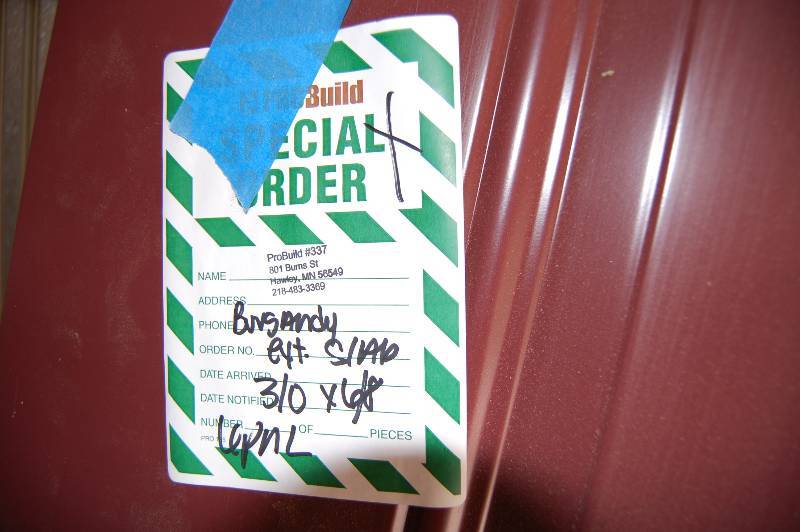 ProBuild
SPECIAL
ORDER
ProBuild #337
801 Burns St
Hawley, MN 56549
218-483-3369
NAME
ADDRESS
PHONE Burgandy
ORDER NO. ext. Slab
DATE ARRIVED
DATE NOTIFIED 3/0 x 6/8
NUMBER OF PIECES
6pnL